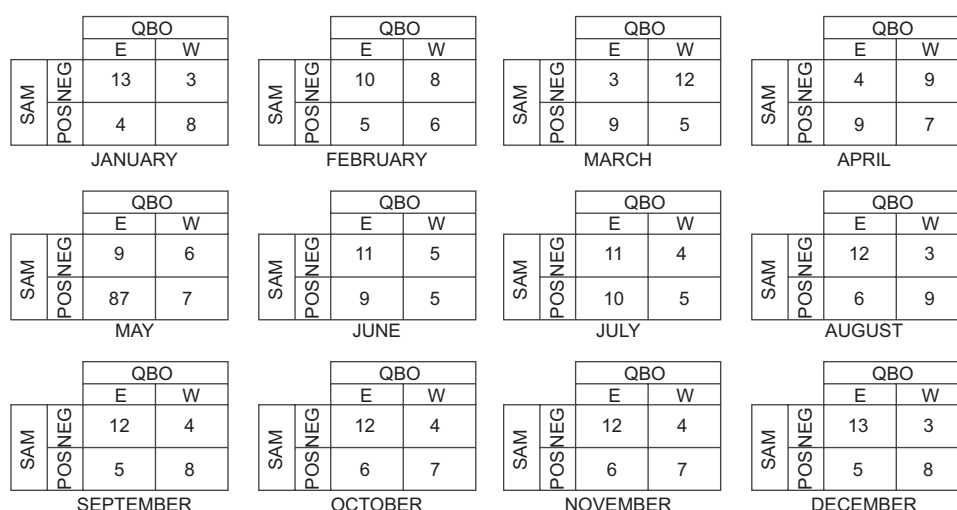 QBO QBO QBO QBO
E W E W E W E W
SAM NEG 13 3 SAM NEG 10 8 SAM NEG 3 12 SAM NEG 4 9
POS 4 8 POS 5 6 POS 9 5 POS 9 7
JANUARY FEBRUARY MARCH APRIL
QBO QBO QBO QBO
E W E W E W E W
SAM NEG 9 6 SAM NEG 11 5 SAM NEG 11 4 SAM NEG 12 3
POS 87 7 POS 9 5 POS 10 5 POS 6 9
MAY JUNE JULY AUGUST
QBO QBO QBO QBO
E W E W E W E W
SAM NEG 12 4 SAM NEG 12 4 SAM NEG 12 4 SAM NEG 13 3
POS 5 8 POS 6 7 POS 6 7 POS 5 8
SEPTEMBER OCTOBER NOVEMBER DECEMBER